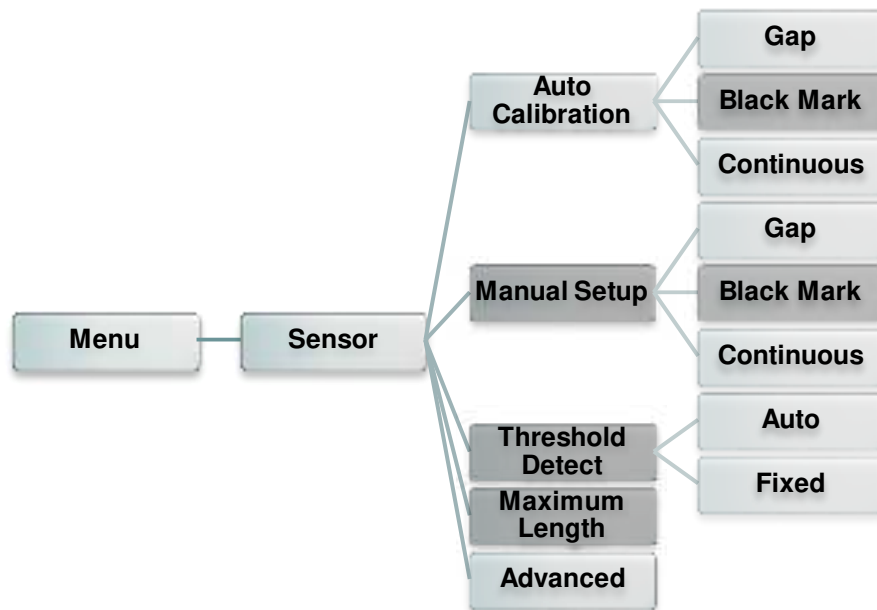 Menu
Sensor
Auto
Calibration
Gap
Black Mark
Continuous
Manual Setup
Gap
Black Mark
Continuous
Threshold
Detect
Auto
Fixed
Maximum
Length
Advanced